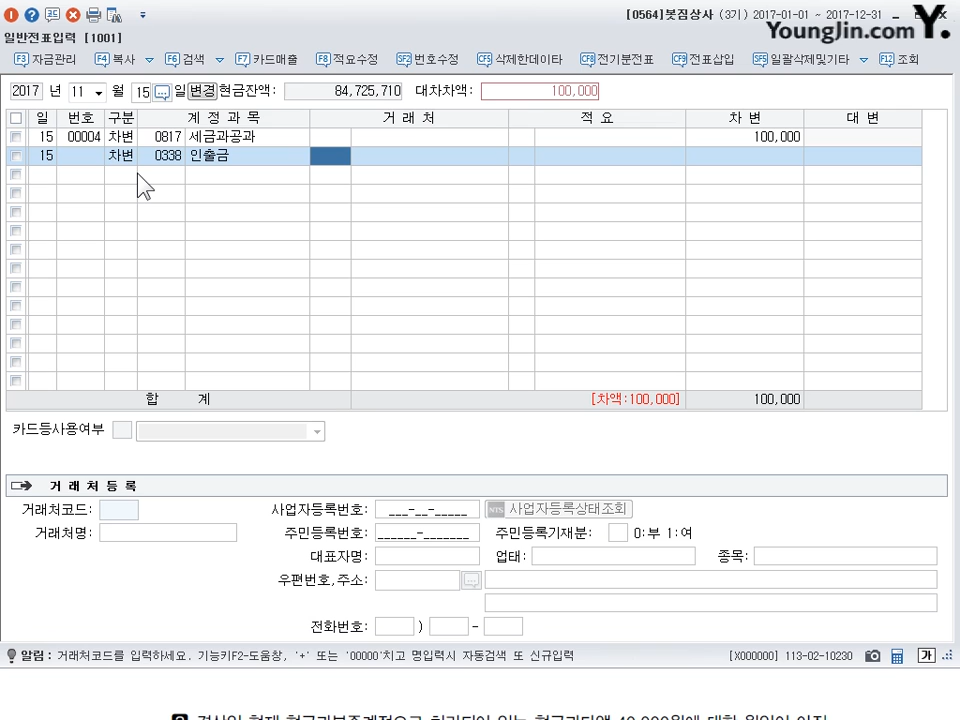 [0564]봇짐상사 (3기) 2017-01-01 ~ 2017-12-31
YoungJin.com Y.
일반전표입력 [1001]
F3 자금관리 F4 복사 F6 검색 F7 카드매출 F8 적요수정 SF2 번호수정 CF5 삭제한데이타 CF8 전기분전표 CF9 전표삽입 SF5 일괄삭제및기타 F12 조회
2017 년 11 월 15 일 변경 현금잔액: 84,725,710 대차차액: 100,000
일 번호 구분 계 정 과 목 거 래 처 적 요 차 변 대 변
15 00004 차변 0817 세금과공과 100,000
15 차변 0338 인출금
합 계 [차액:100,000] 100,000
카드등사용여부
거 래 처 등 록
거래처코드: 사업자등록번호: ___-__-_____ NTS 사업자등록상태조회
거래처명: 주민등록번호: ______-_______ 주민등록기재분: 0:부 1:여
대표자명: 업태: 종목:
우편번호,주소:
전화번호: ) -
알림 : 거래처코드를 입력하세요. 기능키F2-도움창, '+' 또는 '00000'치고 명입력시 자동검색 또 신규입력 [X000000] 113-02-10230 가